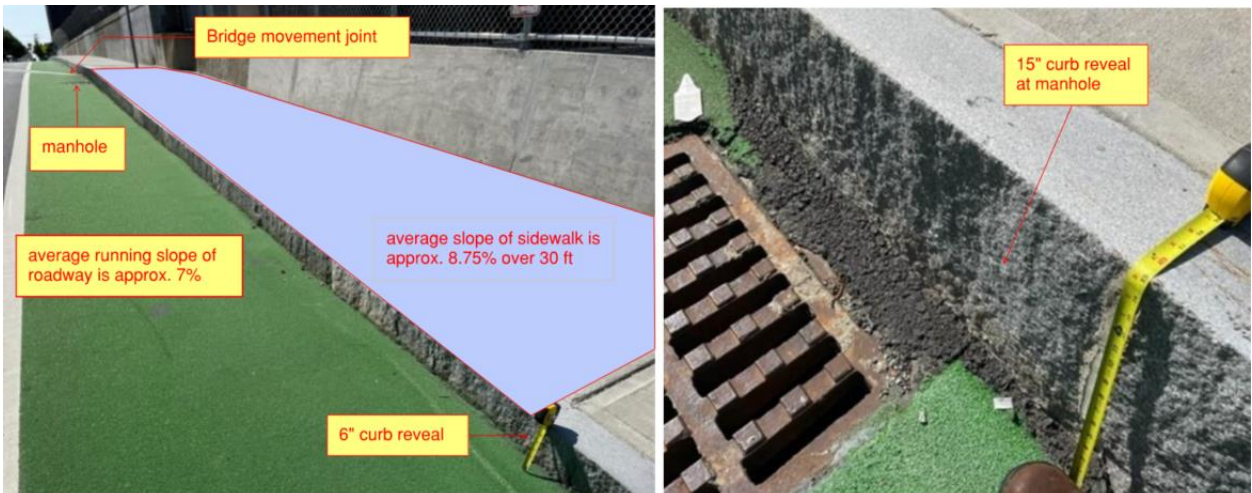 Bridge movement joint
manhole
average running slope of
roadway is approx. 7%
average slope of sidewalk is
approx. 8.75% over 30 ft
6" curb reveal
15" curb reveal
at manhole